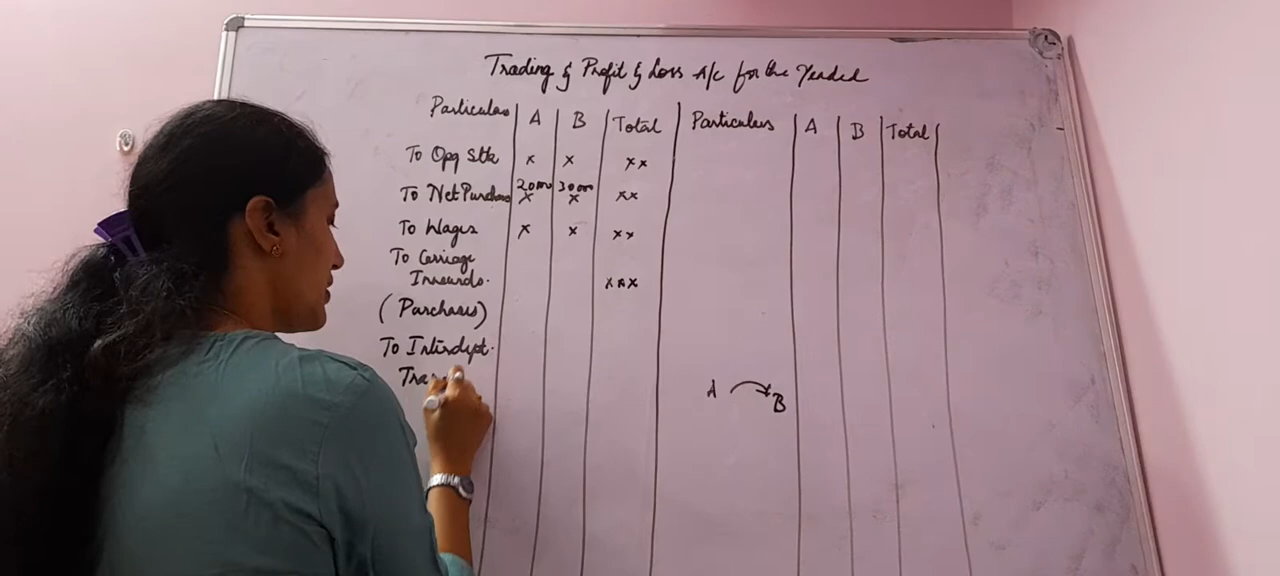 Trading & Profit & Loss A/c for the Yended
Particulars A B Total Particulars A B Total
To Opg Stk x x xx
20000 30000
To Net Purchases x x xx
To Wages x x xx
To Carriage
Inwards. xxx
(Purchases)
To Interdept.
Tra
A B